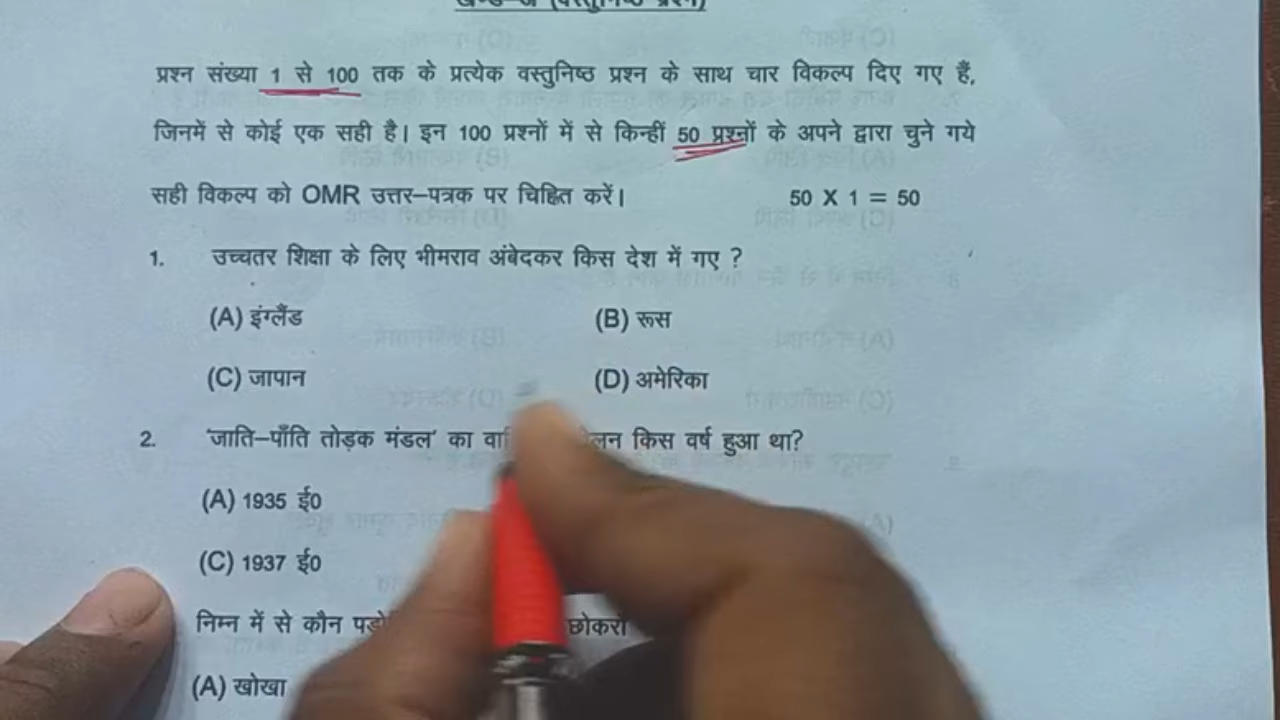 प्रश्न संख्या 1 से 100 तक के प्रत्येक वस्तुनिष्ठ प्रश्न के साथ चार विकल्प दिए गए हैं,
जिनमें से कोई एक सही है। इन 100 प्रश्नों में से किन्हीं 50 प्रश्नों के अपने द्वारा चुने गये
सही विकल्प को OMR उत्तर–पत्रक पर चिह्नित करें। 50 X 1 = 50
1. उच्चतर शिक्षा के लिए भीमराव अंबेदकर किस देश में गए ?
(A) इंग्लैंड (B) रूस
(C) जापान (D) अमेरिका
2. 'जाति–पाँति तोड़क मंडल' का किस वर्ष हुआ था?
(A) 1935 ई0
(C) 1937 ई0
निम्न में से कौन छोकरों
(A) खोखा